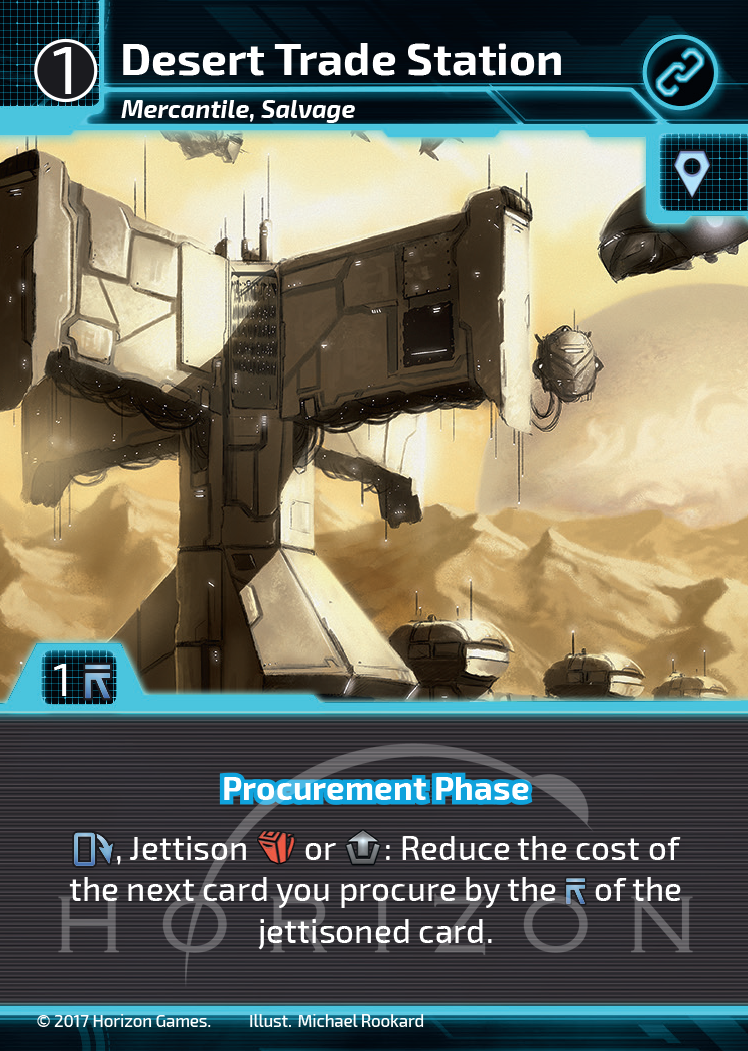 1
Desert Trade Station
Mercantile, Salvage
1
Procurement Phase
, Jettison or : Reduce the cost of
the next card you procure by the of the
jettisoned card.
HORIZON
© 2017 Horizon Games. Illust. Michael Rookard